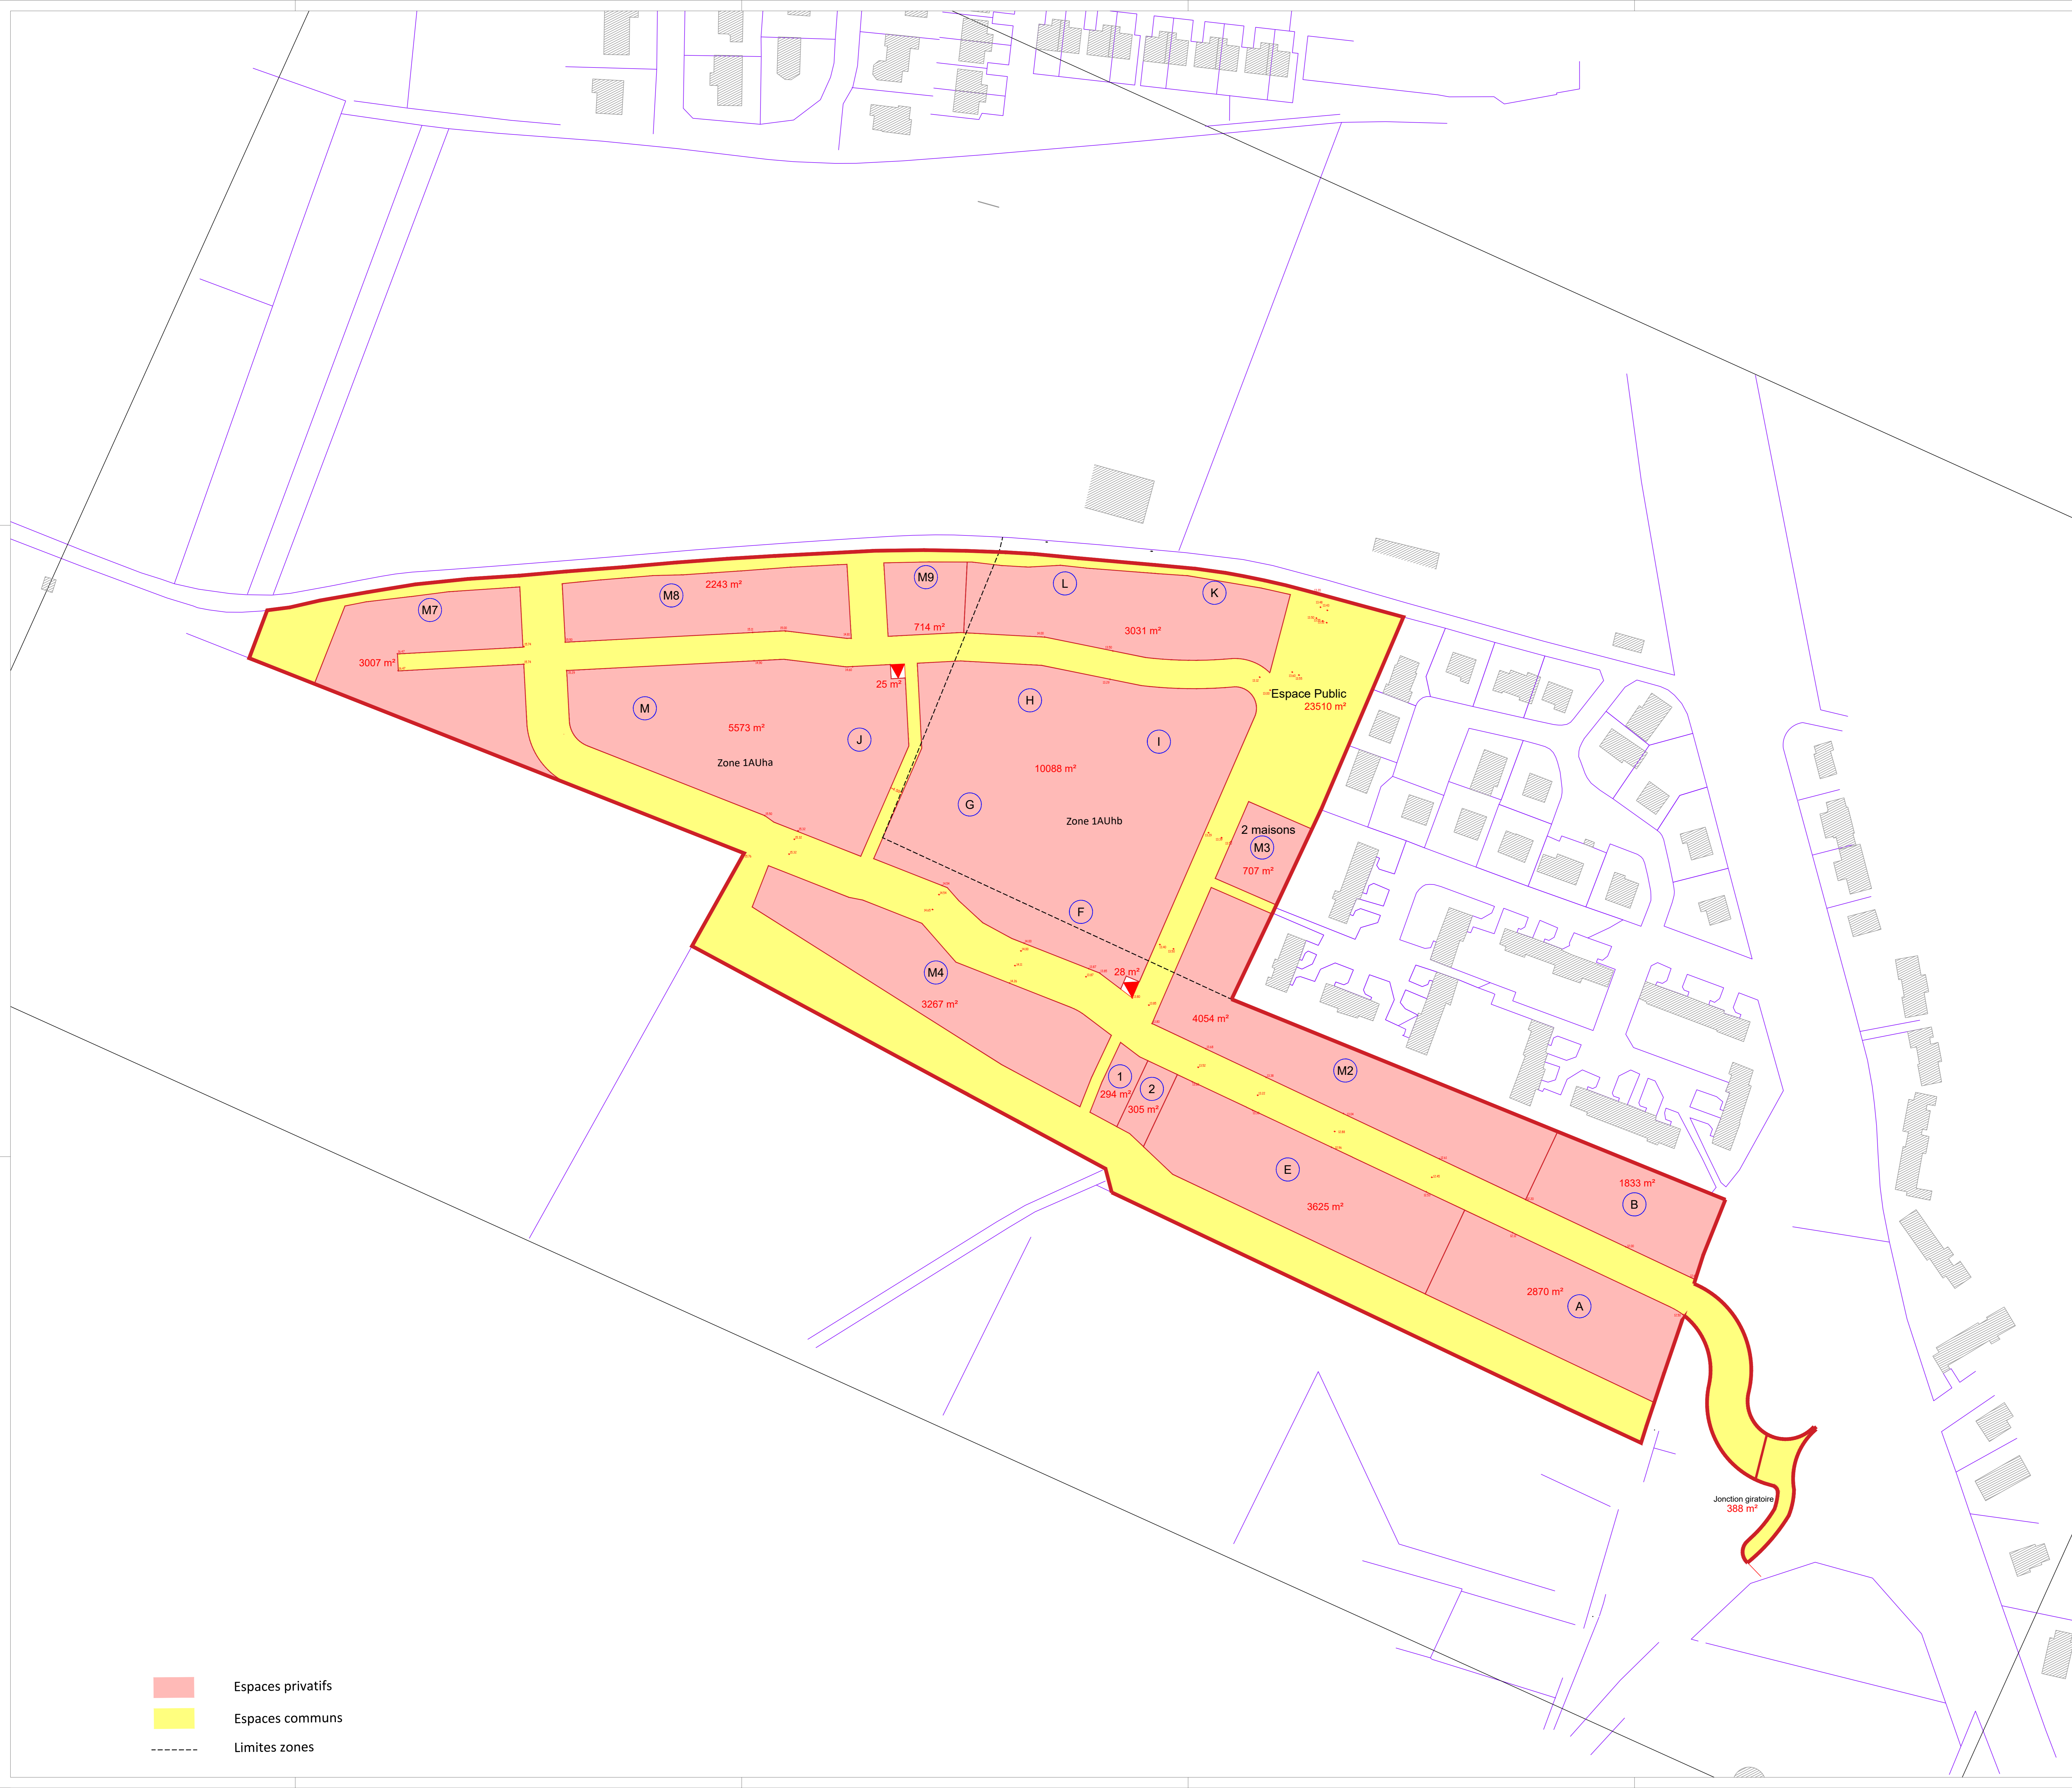 M9
L
M7
M8
2243 m²
K
714 m²
3031 m²
3007 m²
25 m²
Espace Public
23510 m²
M
H
5573 m²
J
I
Zone 1AUha
10088 m²
G
Zone 1AUhb
2 maisons
M3
707 m²
F
M4
28 m²
3267 m²
4054 m²
M2
1
294 m²
2
305 m²
E
1833 m²
B
3625 m²
2870 m²
A
Jonction giratoire
388 m²
Espaces privatifs
Espaces communs
Limites zones